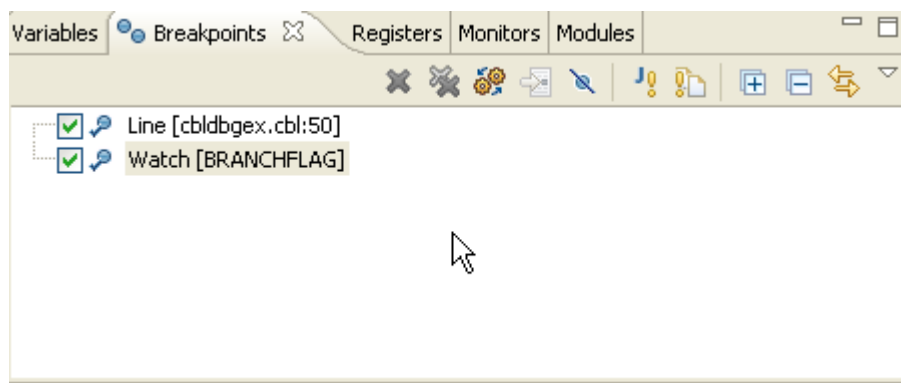 Variables Breakpoints Registers Monitors Modules
Line [cbldbgex.cbl:50]
Watch [BRANCHFLAG]